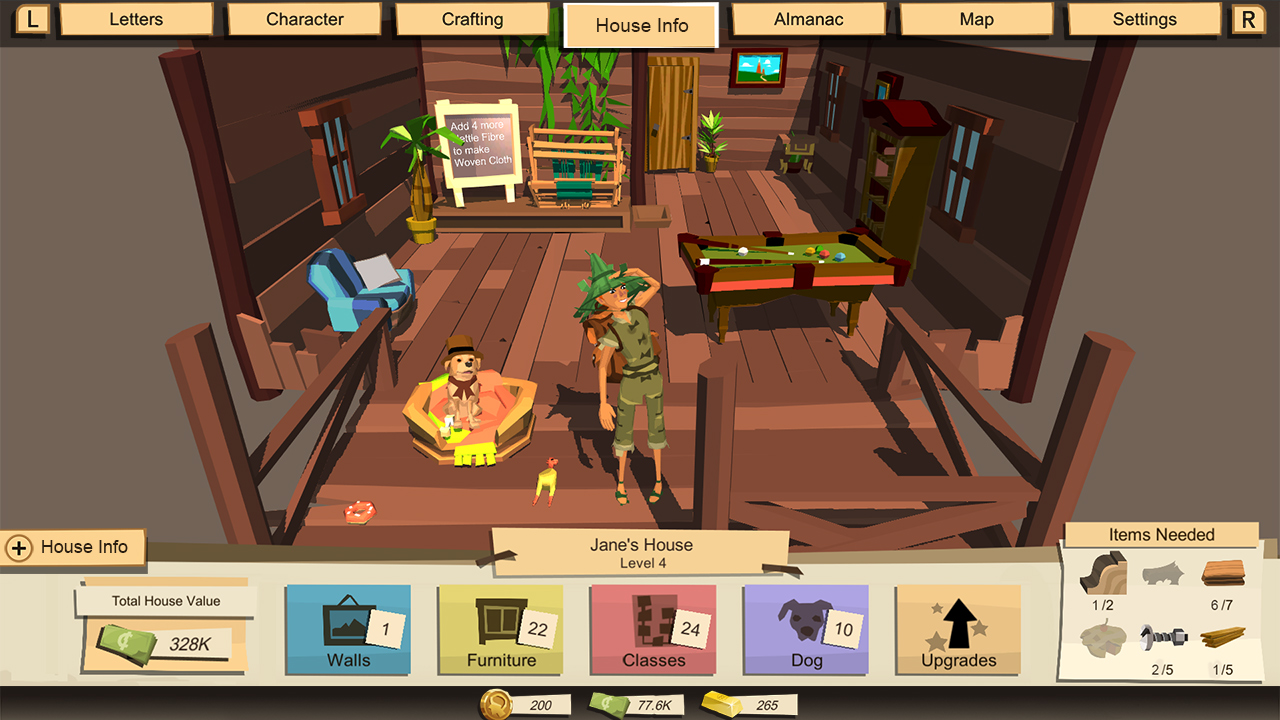 L
Letters
Character
Crafting
House Info
Almanac
Map
Settings
R
Add 4 more
ettle Fibre
to make
Woven Cloth
House Info
Jane's House
Level 4
Items Needed
1/2
6/7
2/5
1/5
Total House Value
328K
1
Walls
22
Furniture
24
Classes
10
Dog
Upgrades
200
77.6K
265